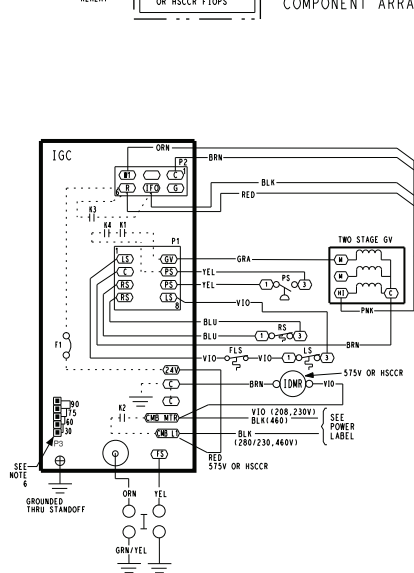 OR HSCCR FIOPS
COMPONENT ARRA
IGC
ORN
P2
BRN
W1
C
1
R
IFO
G
6
BLK
RED
K3
K4
K1
1
P1
TWO STAGE GV
LS
GV
GRA
M
C
PS
YEL
1
PS
3
M
RS
PS
YEL
HI
C
RS
LS
VIO
8
PNK
BLU
1
RS
3
BLU
BRN
F1
FLS
LS
VIO
VIO
1
3
24V
575V OR HSCCR
C
BRN
IDMR
VIO
C
90
75
60
30
P3
K2
CMB MTR
VIO (208,230V)
BLK(460)
SEE
POWER
LABEL
CMB L1
BLK
(280/230,460V)
FS
RED
575V OR HSCCR
SEE
NOTE
6
GROUNDED
THRU STANDOFF
ORN
YEL
GRN/YEL